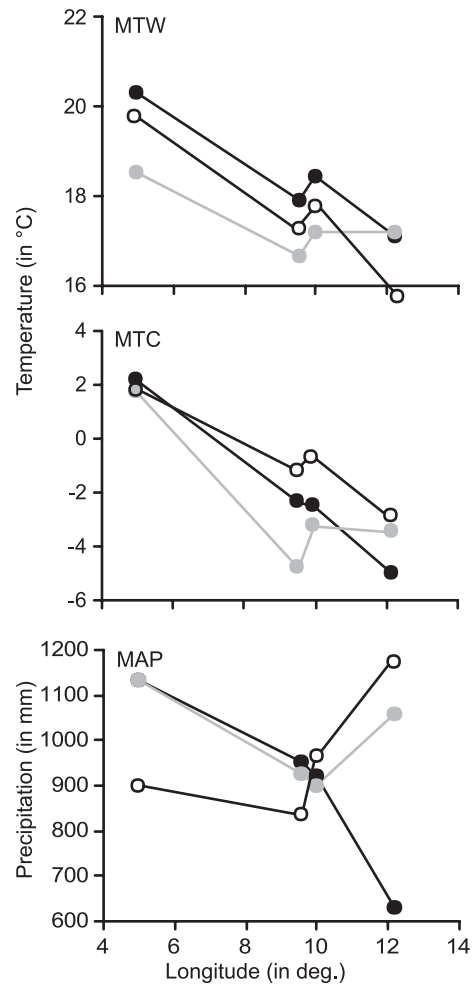 22
MTW
20
18
16
Temperature (in °C)
4
MTC
2
0
-2
-4
-6
1200
MAP
1100
1000
900
800
700
600
Precipitation (in mm)
4 6 8 10 12 14
Longitude (in deg.)